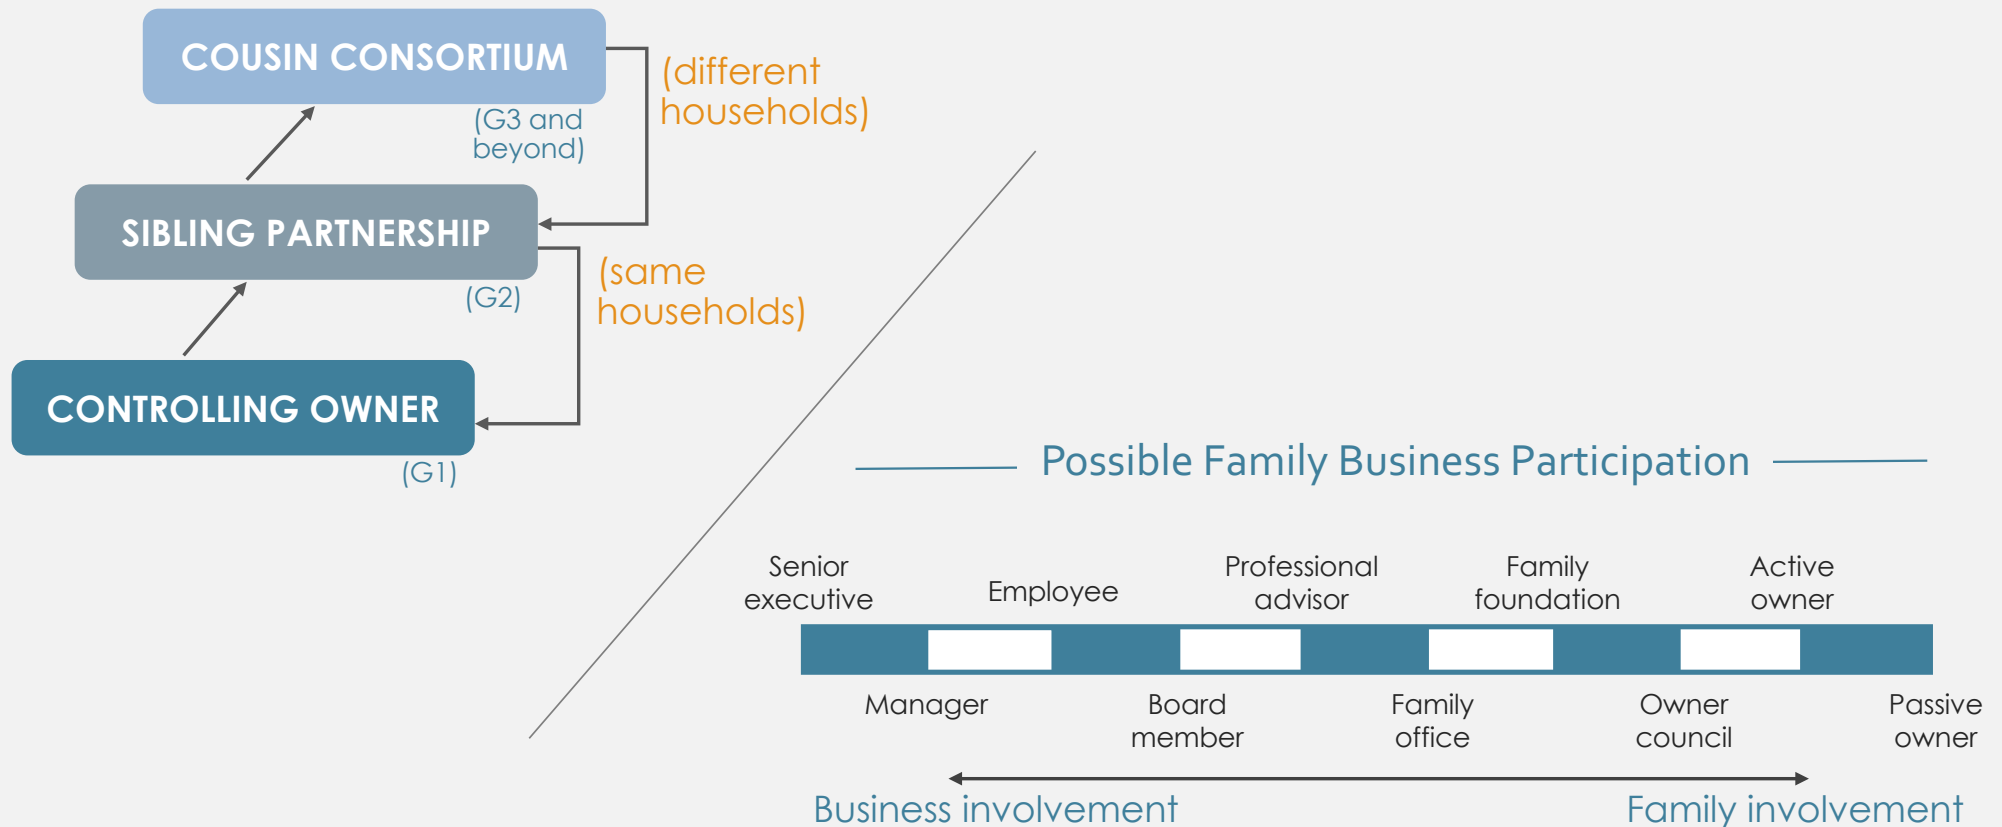 COUSIN CONSORTIUM
(different
households)
(G3 and
beyond)
SIBLING PARTNERSHIP
(same
households)
(G2)
CONTROLLING OWNER
(G1)
Possible Family Business Participation
Senior
executive
Employee
Professional
advisor
Family
foundation
Active
owner
Manager
Board
member
Family
office
Owner
council
Passive
owner
Business involvement
Family involvement